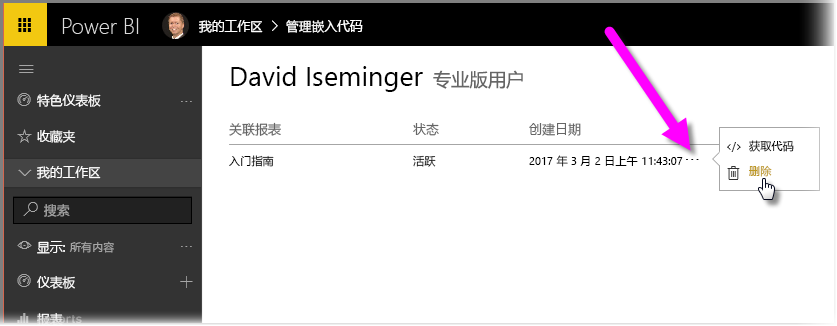 Power BI 我的工作区 > 管理嵌入代码
David Iseminger 专业版用户
特色仪表板 ...
收藏夹
关联报表 状态 创建日期
获取代码
入门指南 活跃 2017 年 3 月 2 日上午 11:43:07 ...
我的工作区
删除
搜索
显示: 所有内容 ...
仪表板 +
报表